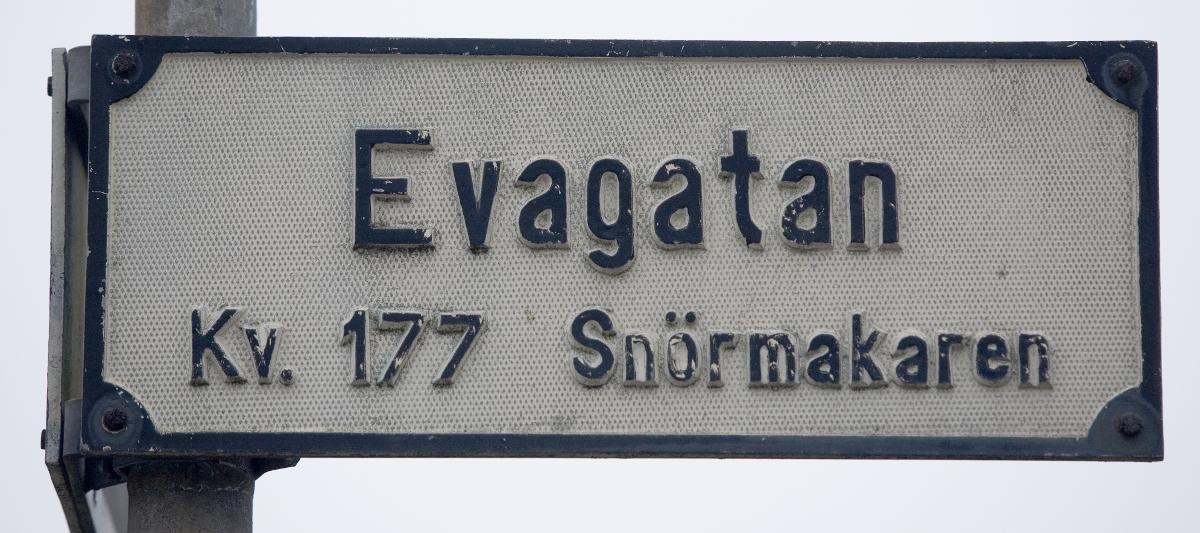 Evagatan
Kv. 177 Snörmakaren